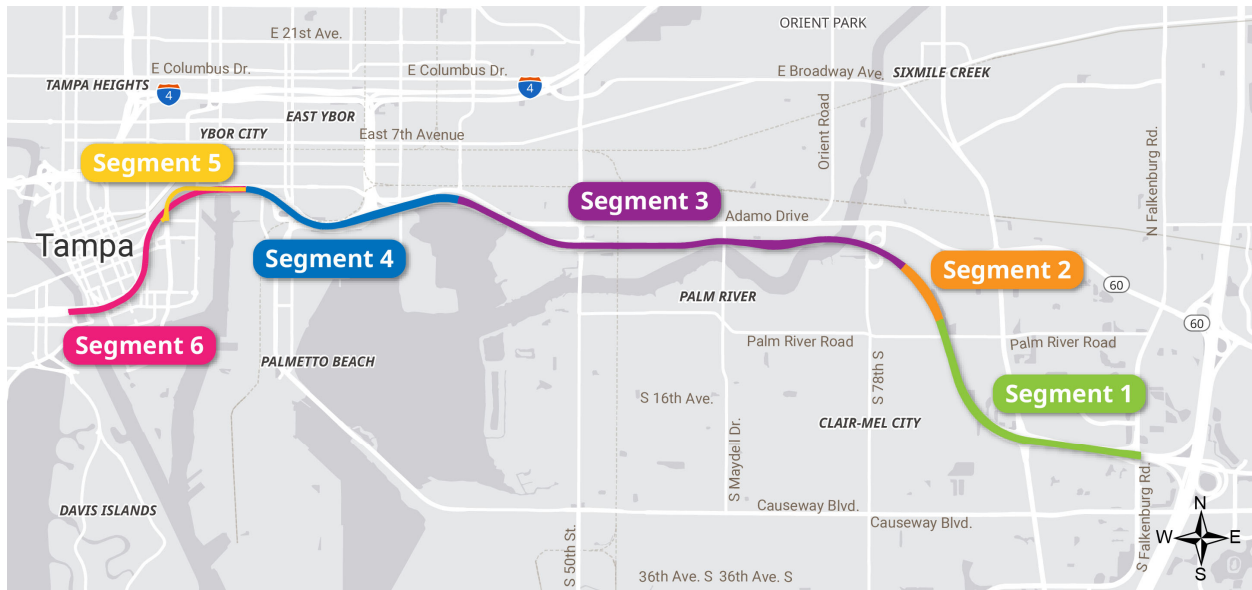 ORIENT PARK
E 21st Ave.
E Columbus Dr.
E Columbus Dr.
E Broadway Ave.
SIXMILE CREEK
TAMPA HEIGHTS
4
4
EAST YBOR
YBOR CITY
East 7th Avenue
Orient Road
N Falkenburg Rd.
Segment 5
Segment 3
Adamo Drive
Tampa
Segment 4
Segment 2
60
PALM RIVER
60
Segment 6
Palm River Road
Palm River Road
PALMETTO BEACH
S 78th S
Segment 1
S 16th Ave.
CLAIR-MEL CITY
S Maydell Dr.
DAVIS ISLANDS
Causeway Blvd.
Causeway Blvd.
S Falkenburg Rd.
S 50th St.
36th Ave. S 36th Ave. S
N
W
E
S